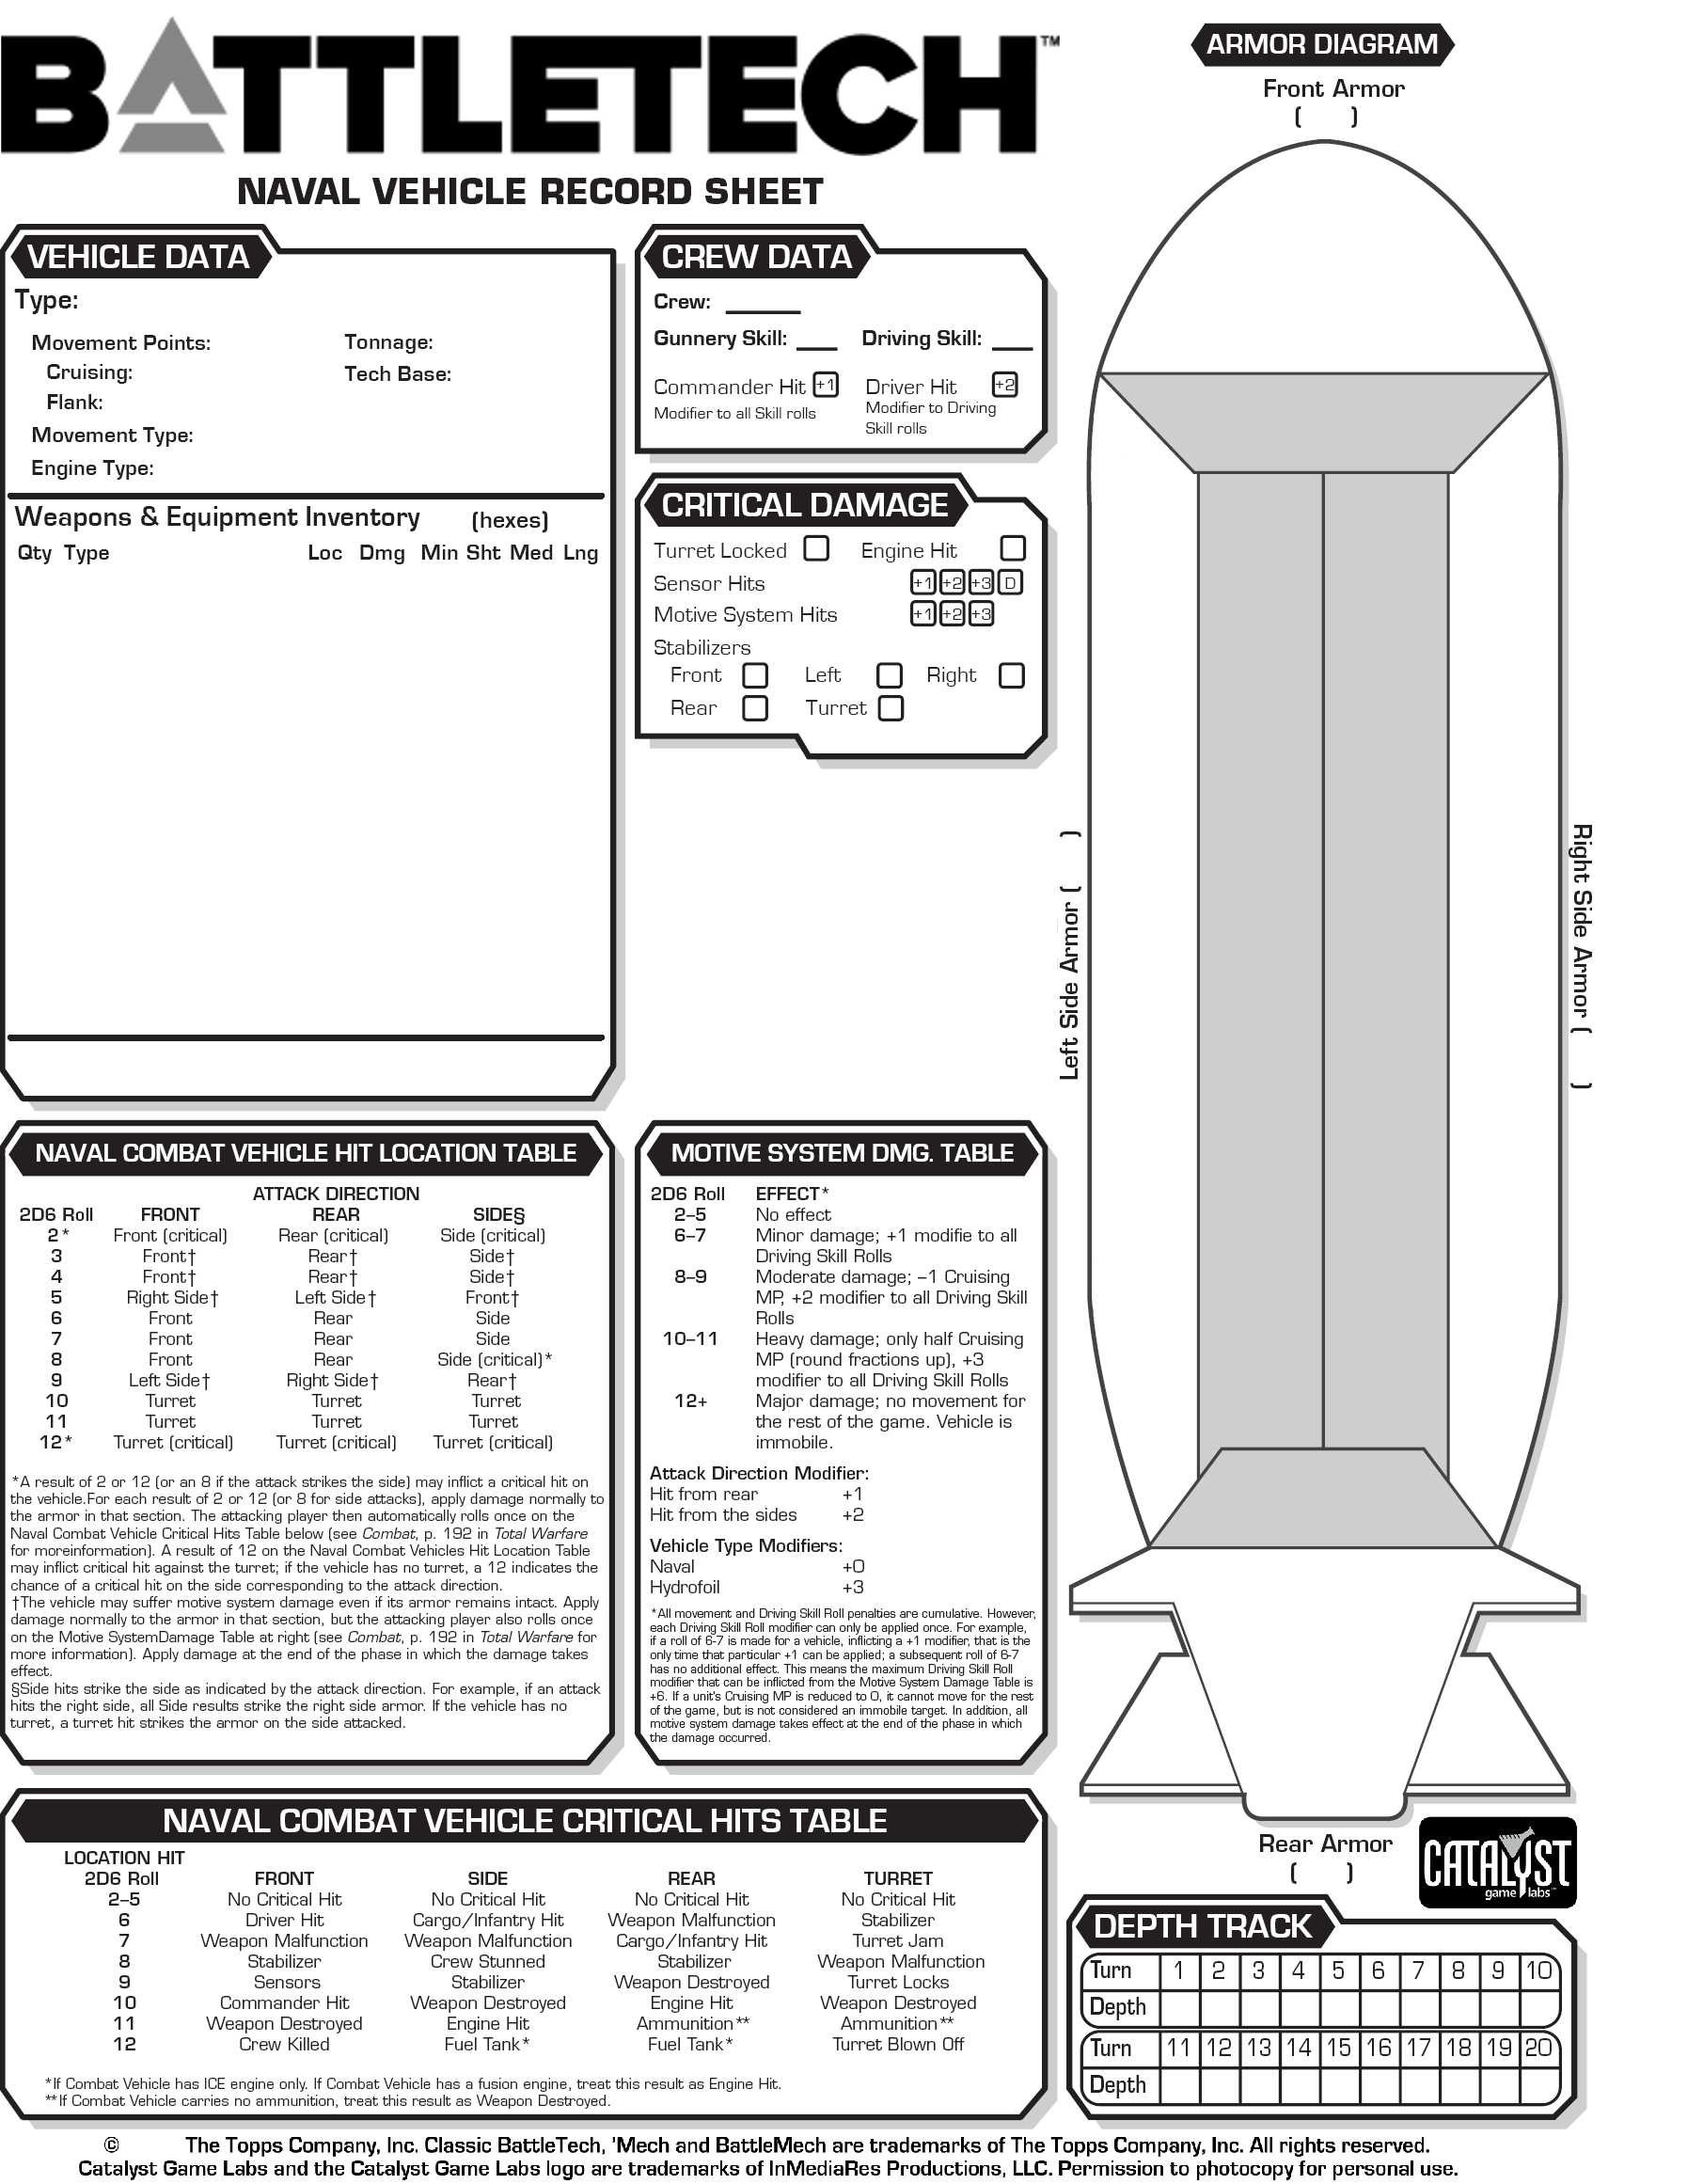 BATTLETECH™
NAVAL VEHICLE RECORD SHEET
VEHICLE DATA
Type:
Movement Points: Tonnage:
Cruising: Tech Base:
Flank:
Movement Type:
Engine Type:
Weapons & Equipment Inventory (hexes)
Qty Type Loc Dmg Min Sht Med Lng
CREW DATA
Crew:
Gunnery Skill: Driving Skill:
Commander Hit +1 Driver Hit +2
Modifier to all Skill rolls Modifier to Driving
Skill rolls
CRITICAL DAMAGE
Turret Locked Engine Hit
Sensor Hits +1 +2 +3 D
Motive System Hits +1 +2 +3
Stabilizers
Front Left Right
Rear Turret
ARMOR DIAGRAM
Front Armor
( )
Left Side Armor ( )
Right Side Armor ( )
NAVAL COMBAT VEHICLE HIT LOCATION TABLE
ATTACK DIRECTION
2D6 Roll FRONT REAR SIDE§
2* Front (critical) Rear (critical) Side (critical)
3 Front† Rear† Side†
4 Front† Rear† Side†
5 Right Side† Left Side† Front†
6 Front Rear Side
7 Front Rear Side
8 Front Rear Side (critical)*
9 Left Side† Right Side† Rear†
10 Turret Turret Turret
11 Turret Turret Turret
12* Turret (critical) Turret (critical) Turret (critical)
*A result of 2 or 12 (or an 8 if the attack strikes the side) may inflict a critical hit on
the vehicle.For each result of 2 or 12 (or 8 for side attacks), apply damage normally to
the armor in that section. The attacking player then automatically rolls once on the
Naval Combat Vehicle Critical Hits Table below (see Combat, p. 192 in Total Warfare
for moreinformation). A result of 12 on the Naval Combat Vehicles Hit Location Table
may inflict critical hit against the turret; if the vehicle has no turret, a 12 indicates the
chance of a critical hit on the side corresponding to the attack direction.
†The vehicle may suffer motive system damage even if its armor remains intact. Apply
damage normally to the armor in that section, but the attacking player also rolls once
on the Motive SystemDamage Table at right (see Combat, p. 192 in Total Warfare for
more information). Apply damage at the end of the phase in which the damage takes
effect.
§Side hits strike the side as indicated by the attack direction. For example, if an attack
hits the right side, all Side results strike the right side armor. If the vehicle has no
turret, a turret hit strikes the armor on the side attacked.
MOTIVE SYSTEM DMG. TABLE
2D6 Roll EFFECT*
2–5 No effect
6–7 Minor damage; +1 modifie to all
Driving Skill Rolls
8–9 Moderate damage; –1 Cruising
MP, +2 modifier to all Driving Skill
Rolls
10–11 Heavy damage; only half Cruising
MP (round fractions up), +3
modifier to all Driving Skill Rolls
12+ Major damage; no movement for
the rest of the game. Vehicle is
immobile.
Attack Direction Modifier:
Hit from rear +1
Hit from the sides +2
Vehicle Type Modifiers:
Naval +0
Hydrofoil +3
*All movement and Driving Skill Roll penalties are cumulative. However,
each Driving Skill Roll modifier can only be applied once. For example,
if a roll of 6-7 is made for a vehicle, inflicting a +1 modifier, that is the
only time that particular +1 can be applied; a subsequent roll of 6-7
has no additional effect. This means the maximum Driving Skill Roll
modifier that can be inflicted from the Motive System Damage Table is
+6. If a unit's Cruising MP is reduced to 0, it cannot move for the rest
of the game, but is not considered an immobile target. In addition, all
motive system damage takes effect at the end of the phase in which
the damage occurred.
NAVAL COMBAT VEHICLE CRITICAL HITS TABLE
LOCATION HIT
2D6 Roll FRONT SIDE REAR TURRET
2–5 No Critical Hit No Critical Hit No Critical Hit No Critical Hit
6 Driver Hit Cargo/Infantry Hit Weapon Malfunction Stabilizer
7 Weapon Malfunction Weapon Malfunction Cargo/Infantry Hit Turret Jam
8 Stabilizer Crew Stunned Stabilizer Weapon Malfunction
9 Sensors Stabilizer Weapon Destroyed Turret Locks
10 Commander Hit Weapon Destroyed Engine Hit Weapon Destroyed
11 Weapon Destroyed Engine Hit Ammunition** Ammunition**
12 Crew Killed Fuel Tank* Fuel Tank* Turret Blown Off
*If Combat Vehicle has ICE engine only. If Combat Vehicle has a fusion engine, treat this result as Engine Hit.
**If Combat Vehicle carries no ammunition, treat this result as Weapon Destroyed.
Rear Armor
( )
CATALYST
game labs™
DEPTH TRACK
Turn 1 2 3 4 5 6 7 8 9 10
Depth
Turn 11 12 13 14 15 16 17 18 19 20
Depth
© The Topps Company, Inc. Classic BattleTech, 'Mech and BattleMech are trademarks of The Topps Company, Inc. All rights reserved.
Catalyst Game Labs and the Catalyst Game Labs logo are trademarks of InMediaRes Productions, LLC. Permission to photocopy for personal use.